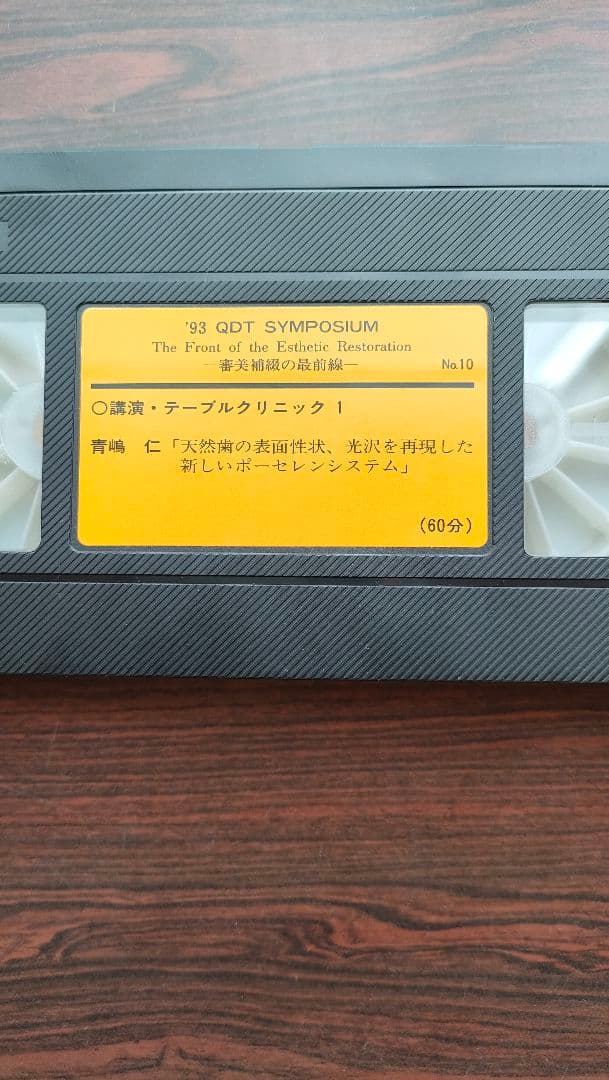 '93 QDT SYMPOSIUM
The Front of the Esthetic Restoration
―審美補綴の最前線― No.10
○講演・テーブルクリニック 1
青嶋 仁「天然歯の表面性状、光沢を再現した
新しいポーセレンシステム」
(60分)